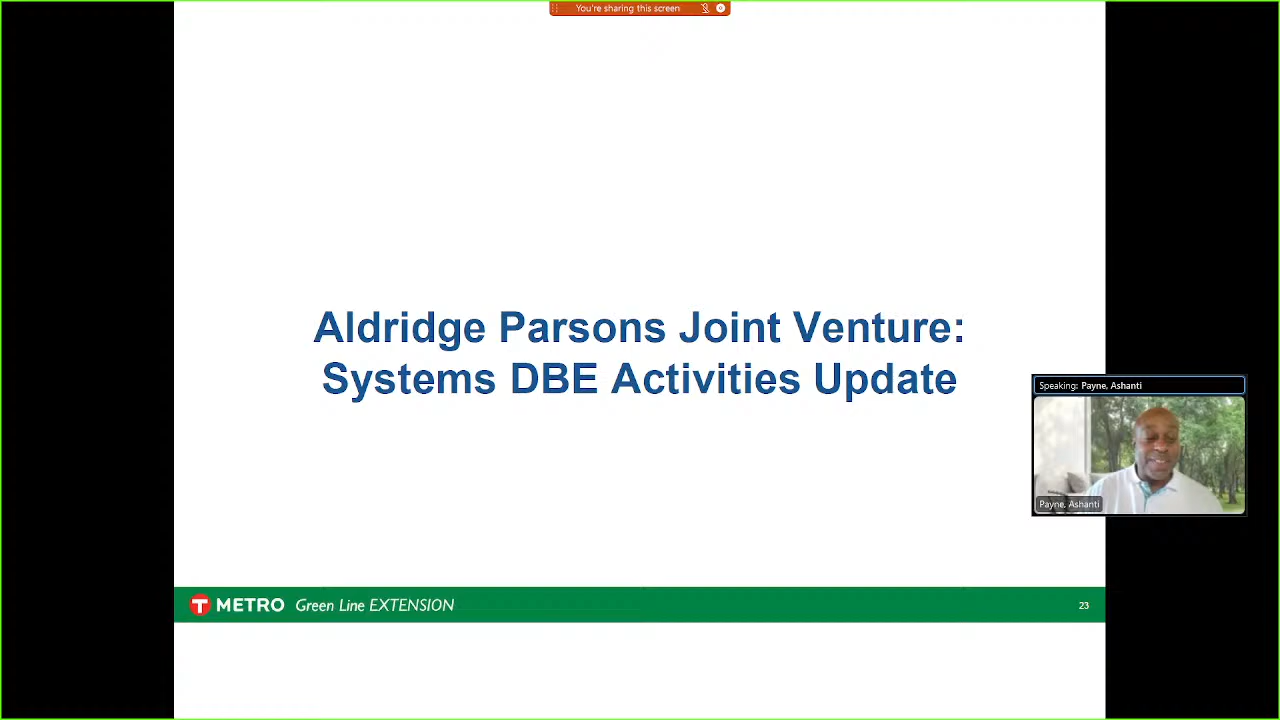 You're sharing this screen
Aldridge Parsons Joint Venture:
Systems DBE Activities Update
Speaking: Payne, Ashanti
Payne, Ashanti
T METRO Green Line EXTENSION
23